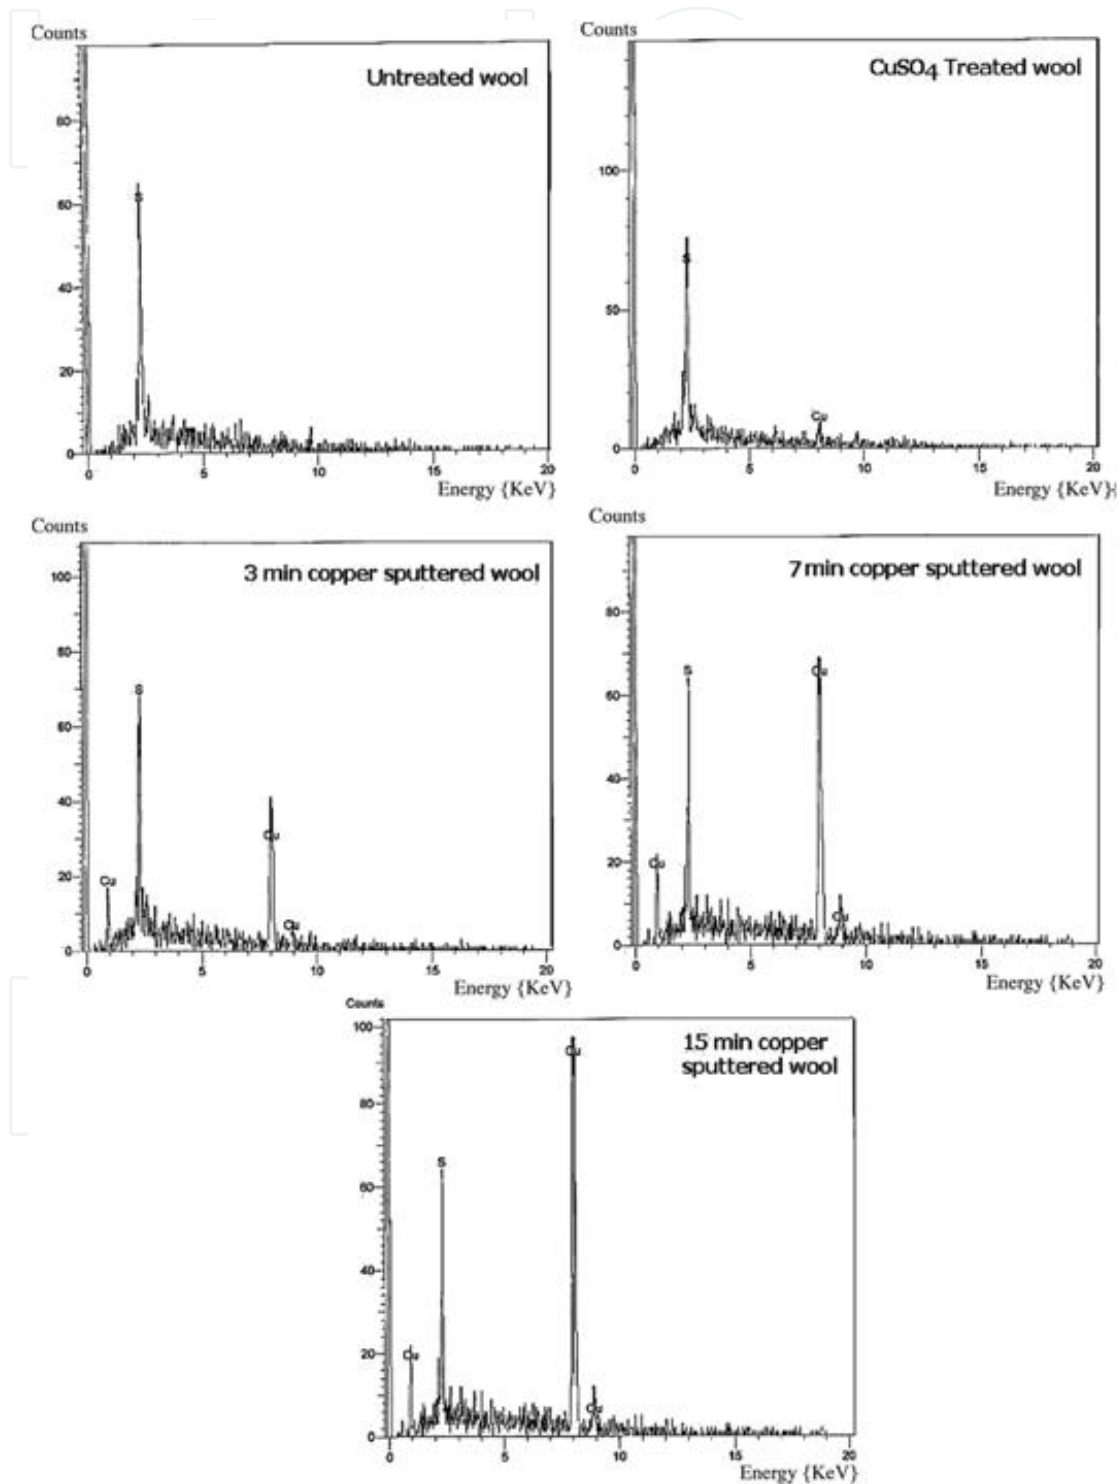 Counts
Untreated wool
80
60
S
40
20
0
0 5 10 15 20
Energy {KeV}
Counts
CuSO4 Treated wool
100
S
50
Cu
0
0 5 10 15 20
Energy {KeV}
Counts
3 min copper sputtered wool
100
80
S
60
40
Cu
20
Cu
Cu
0
0 5 10 15 20
Energy {KeV}
Counts
7 min copper sputtered wool
80
S
Cu
60
40
20
Cu
Cu
0
0 5 10 15 20
Energy {KeV}
Counts
15 min copper
sputtered wool
100
Cu
80
S
60
40
20
Cu
Cu
0
0 5 10 15 20
Energy {KeV}